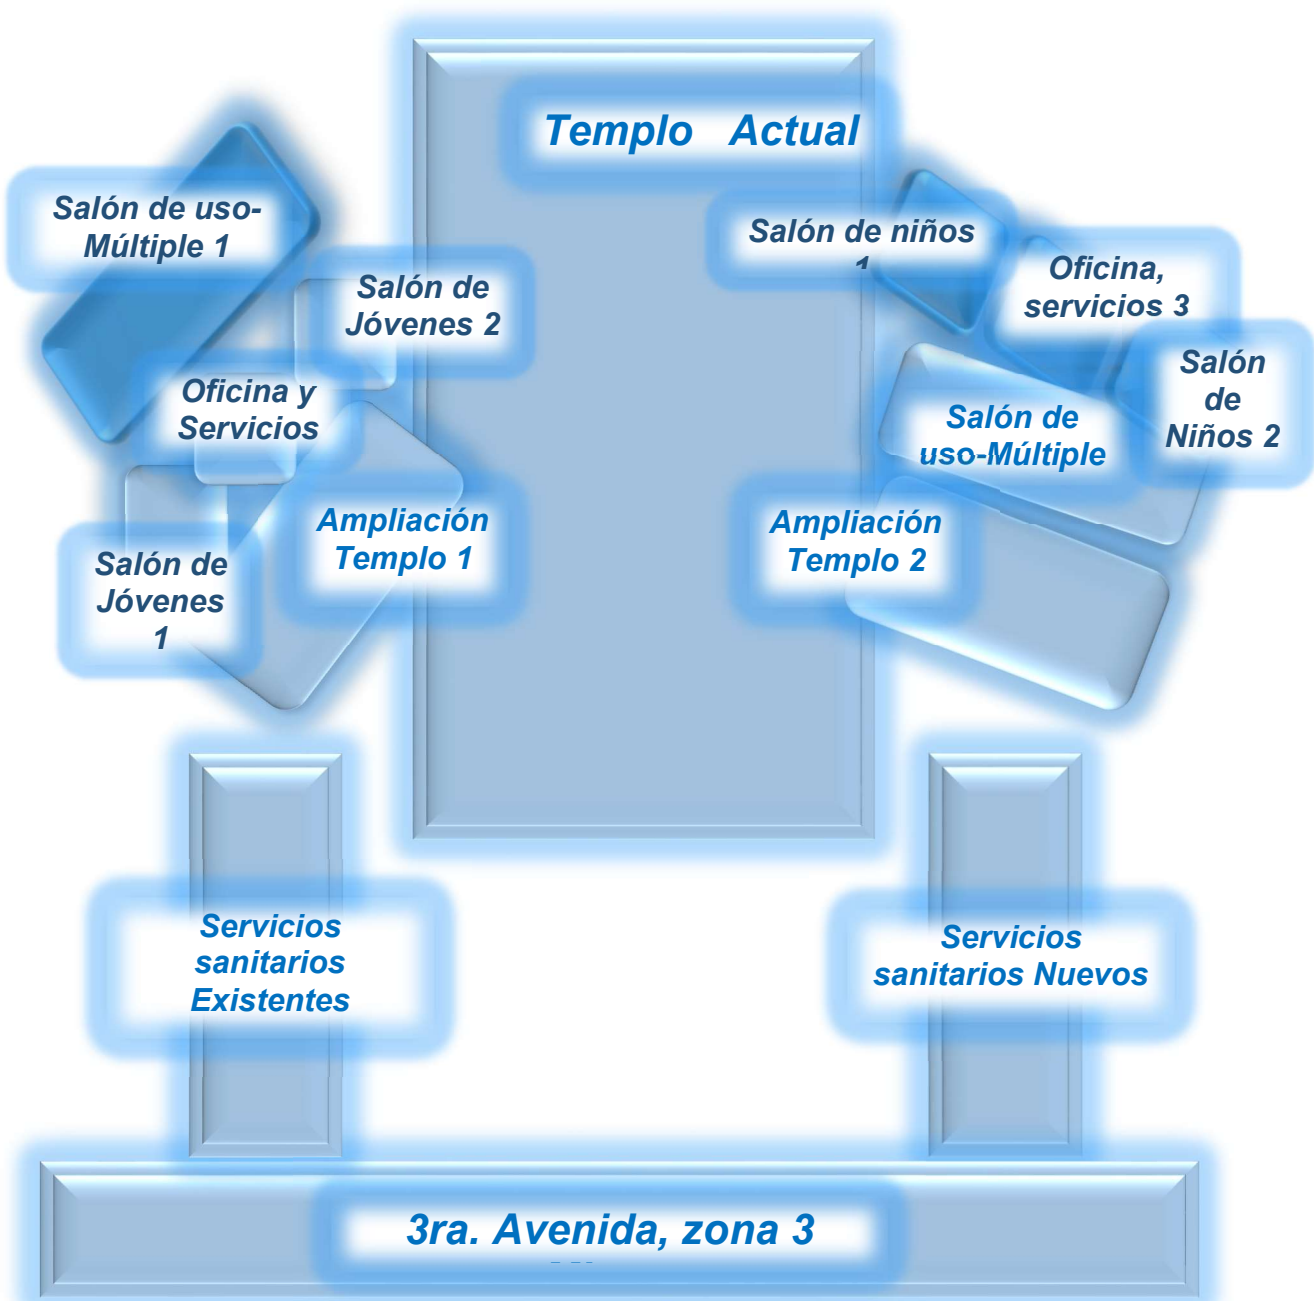 Templo Actual
Salón de uso-
Múltiple 1
Salón de niños
1
Salón de
Jóvenes 2
Oficina,
servicios 3
Oficina y
Servicios
Salón
de
Niños 2
Salón de
uso-Múltiple
Ampliación
Templo 1
Ampliación
Templo 2
Salón de
Jóvenes
1
Servicios
sanitarios
Existentes
Servicios
sanitarios Nuevos
3ra. Avenida, zona 3